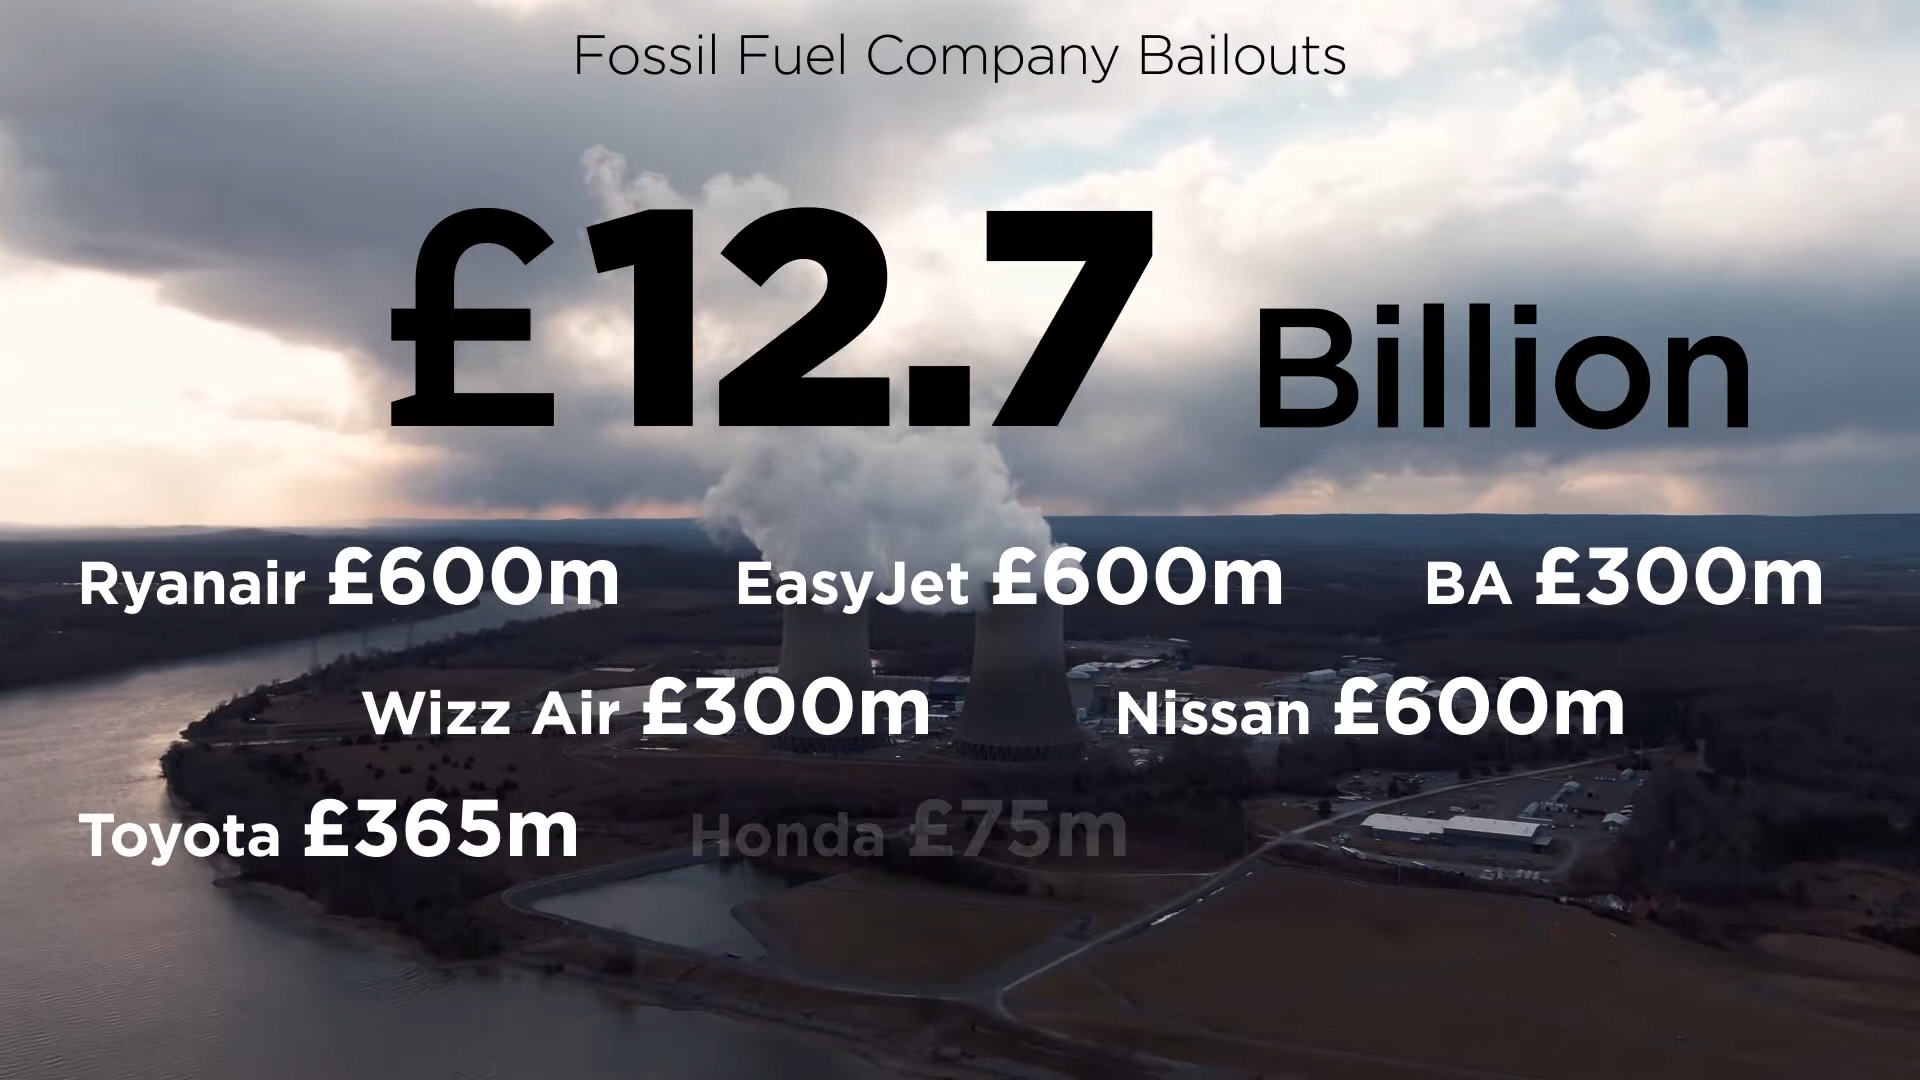 Fossil Fuel Company Bailouts
£12.7 Billion
Ryanair £600m EasyJet £600m BA £300m
Wizz Air £300m Nissan £600m
Toyota £365m Honda £75m